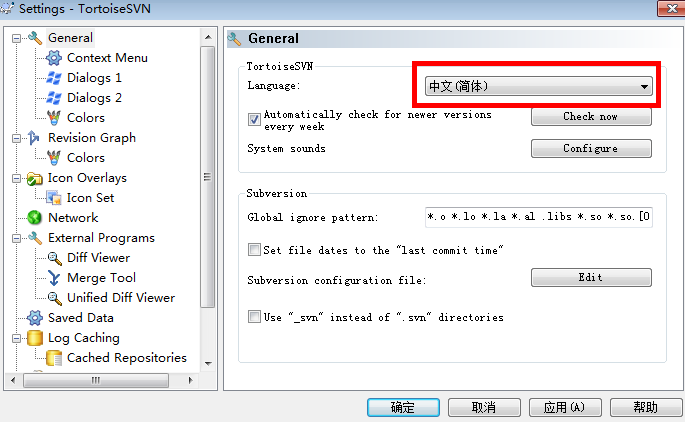 Settings - TortoiseSVN
General
Context Menu
Dialogs 1
Dialogs 2
Colors
Revision Graph
Colors
Icon Overlays
Icon Set
Network
External Programs
Diff Viewer
Merge Tool
Unified Diff Viewer
Saved Data
Log Caching
Cached Repositories
General
TortoiseSVN
Language:
中文(简体)
Automatically check for newer versions
every week
Check now
System sounds
Configure
Subversion
Global ignore pattern:
*.o *.lo *.la *.al .libs *.so *.so.[0
Set file dates to the "last commit time"
Subversion configuration file:
Edit
Use "_svn" instead of ".svn" directories
确定
取消
应用(A)
帮助